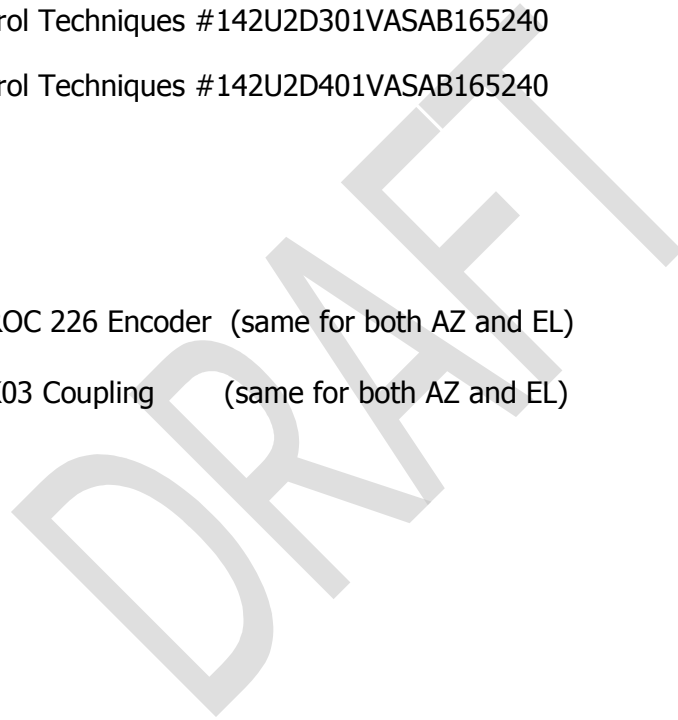 rol Techniques #142U2D301VASAB165240
rol Techniques #142U2D401VASAB165240
OC 226 Encoder (same for both AZ and EL)
03 Coupling (same for both AZ and EL)
DRAFT